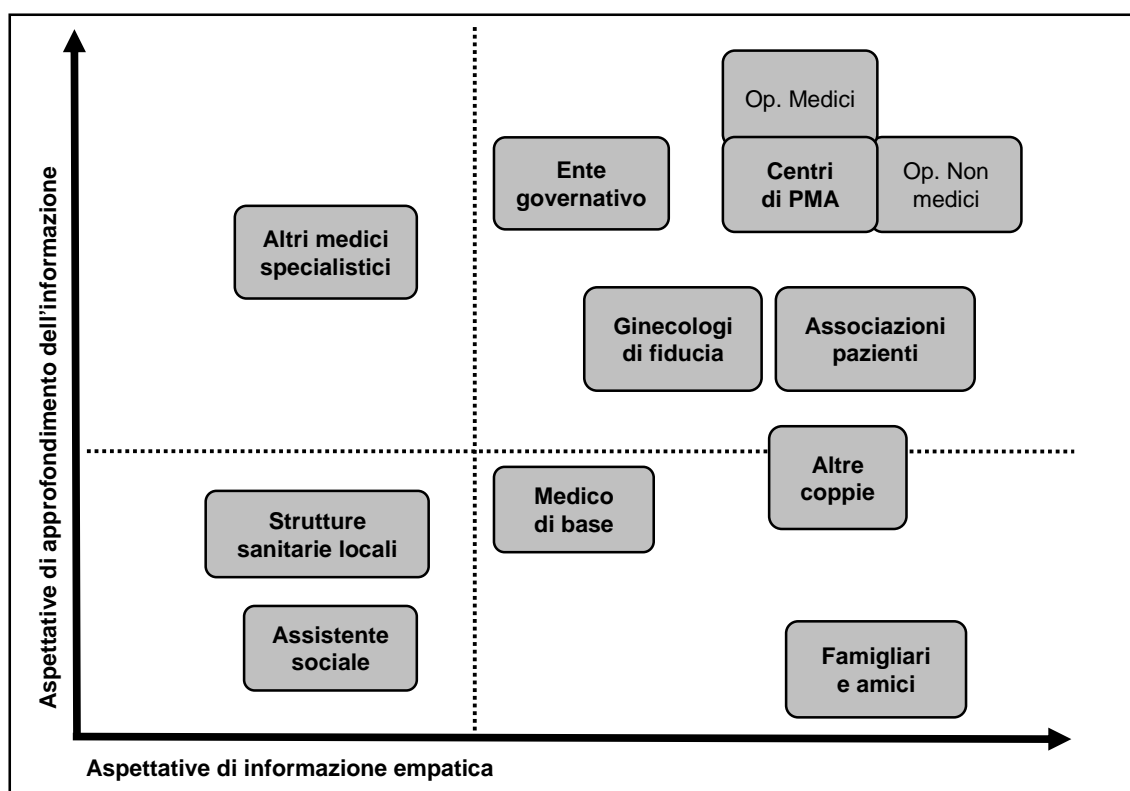 Aspettative di approfondimento dell'informazione
Op. Medici
Ente
governativo
Centri
di PMA
Op. Non
medici
Altri medici
specialistici
Ginecologi
di fiducia
Associazioni
pazienti
Altre
coppie
Medico
di base
Strutture
sanitarie locali
Assistente
sociale
Famigliari
e amici
Aspettative di informazione empatica